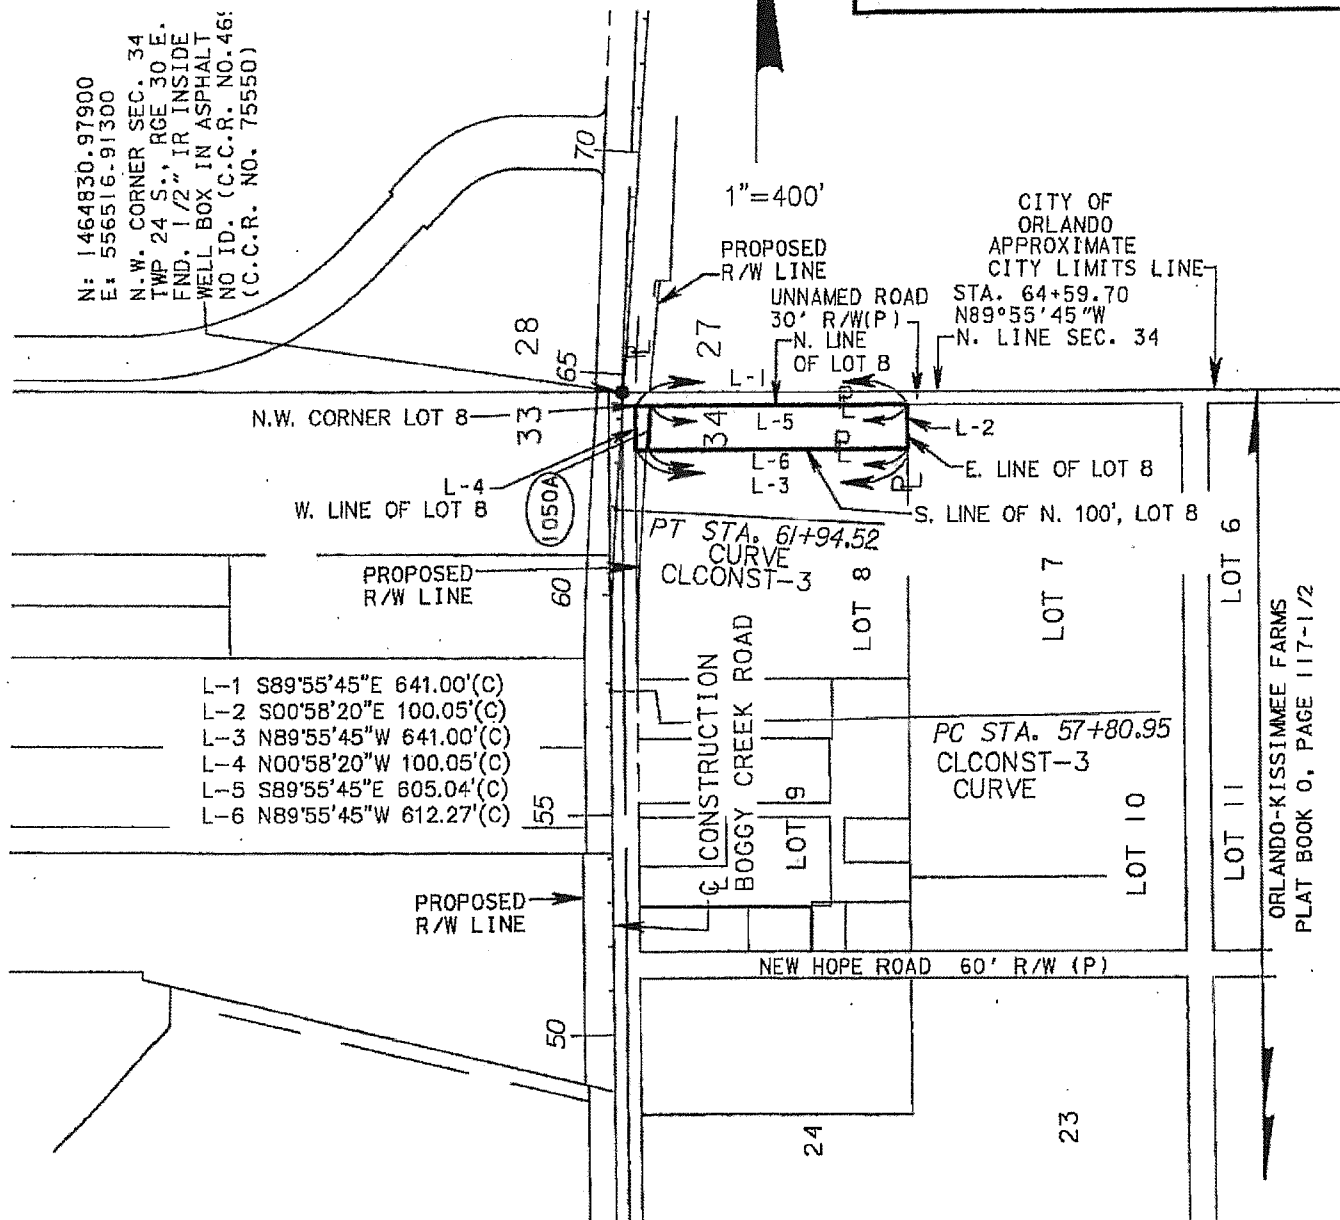 N: 1464830.97900
E: 556516.91300
N.W. CORNER SEC. 34
TWP 24 S., RGE 30 E.
FND. 1/2" IR INSIDE
WELL BOX IN ASPHALT
NO ID. (C.C.R. NO.46
(C.C.R. NO. 75550)
70
1"=400'
PROPOSED
R/W LINE
CITY OF
ORLANDO
APPROXIMATE
CITY LIMITS LINE
UNNAMED ROAD
30' R/W(P)
N. LINE
OF LOT 8
STA. 64+59.70
N89°55'45"W
N. LINE SEC. 34
28
27
65
PL
L-1
N.W. CORNER LOT 8
33
34
L-5
L-2
L-6
L-3
E. LINE OF LOT 8
L-4
W. LINE OF LOT 8
1050A
PL
S. LINE OF N. 100', LOT 8
PT STA. 61+94.52
CURVE
CLCONST-3
PROPOSED
R/W LINE
60
LOT 8
LOT 7
LOT 6
L-1 S89°55'45"E 641.00'(C)
L-2 S00°58'20"E 100.05'(C)
L-3 N89°55'45"W 641.00'(C)
L-4 N00°58'20"W 100.05'(C)
L-5 S89°55'45"E 605.04'(C)
L-6 N89°55'45"W 612.27'(C)
55
CL CONSTRUCTION
BOGGY CREEK ROAD
PC STA. 57+80.95
CLCONST-3
CURVE
LOT 9
LOT 10
LOT 11
ORLANDO-KISSIMMEE FARMS
PLAT BOOK O, PAGE 117-1/2
PROPOSED
R/W LINE
NEW HOPE ROAD 60' R/W (P)
50
24
23